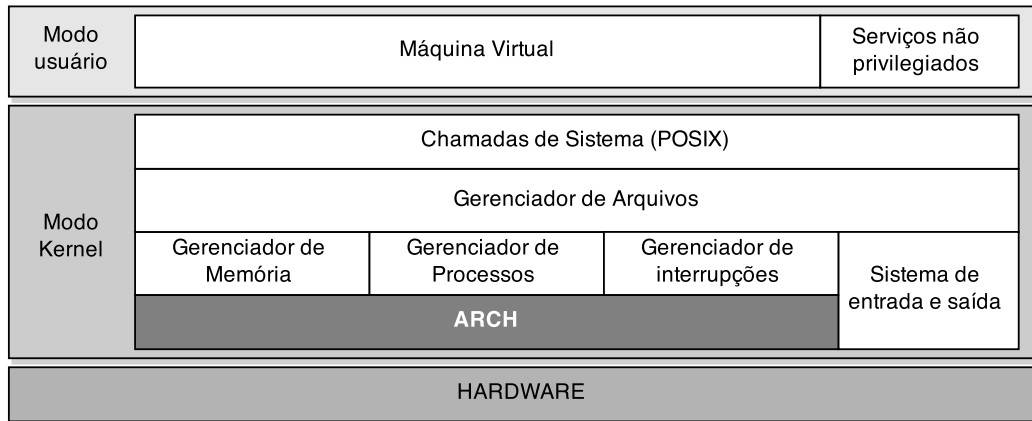 Modo
usuário
Máquina Virtual
Serviços não
privilegiados
Modo
Kernel
Chamadas de Sistema (POSIX)
Gerenciador de Arquivos
Gerenciador de
Memória
Gerenciador de
Processos
Gerenciador de
interrupções
Sistema de
entrada e saída
ARCH
HARDWARE